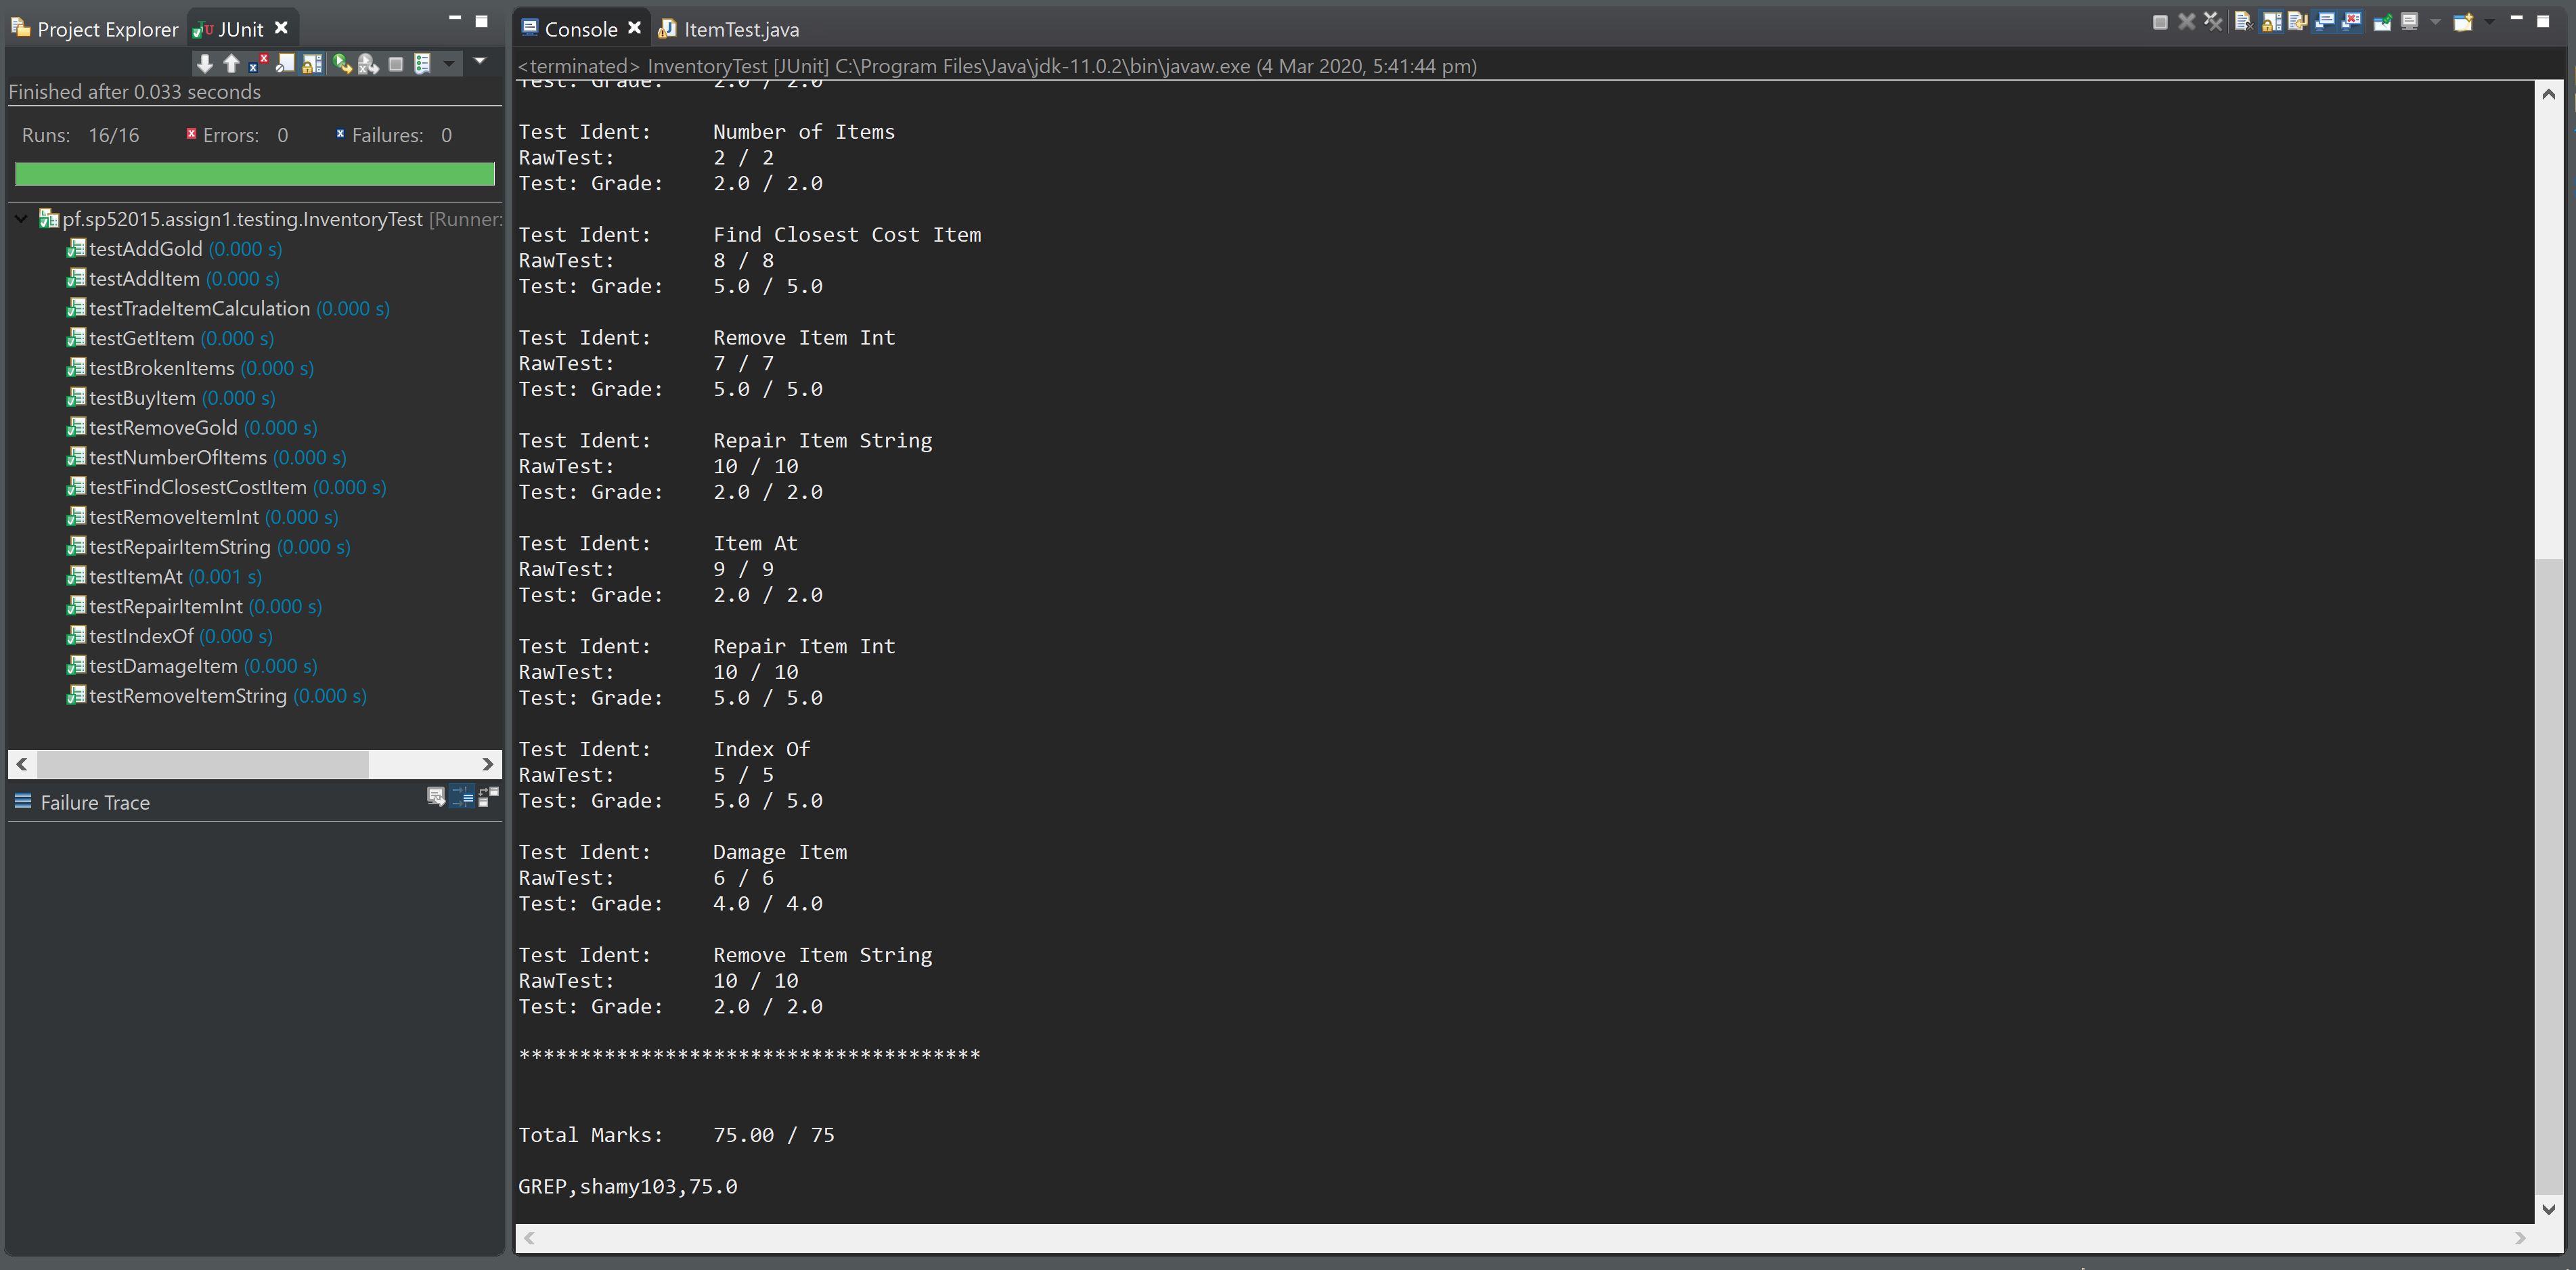 Project Explorer JUnit
Finished after 0.033 seconds
Runs: 16/16 Errors: 0 Failures: 0
pf.sp52015.assign1.testing.InventoryTest [Runner:
testAddGold (0.000 s)
testAddItem (0.000 s)
testTradeItemCalculation (0.000 s)
testGetItem (0.000 s)
testBrokenItems (0.000 s)
testBuyItem (0.000 s)
testRemoveGold (0.000 s)
testNumberOfItems (0.000 s)
testFindClosestCostItem (0.000 s)
testRemoveItemInt (0.000 s)
testRepairItemString (0.000 s)
testItemAt (0.001 s)
testRepairItemInt (0.000 s)
testIndexOf (0.000 s)
testDamageItem (0.000 s)
testRemoveItemString (0.000 s)
Failure Trace
Console ItemTest.java
<terminated> InventoryTest [JUnit] C:\Program Files\Java\jdk-11.0.2\bin\javaw.exe (4 Mar 2020, 5:41:44 pm)
Test: Grade: 2.0 / 2.0
Test Ident: Number of Items
RawTest: 2 / 2
Test: Grade: 2.0 / 2.0
Test Ident: Find Closest Cost Item
RawTest: 8 / 8
Test: Grade: 5.0 / 5.0
Test Ident: Remove Item Int
RawTest: 7 / 7
Test: Grade: 5.0 / 5.0
Test Ident: Repair Item String
RawTest: 10 / 10
Test: Grade: 2.0 / 2.0
Test Ident: Item At
RawTest: 9 / 9
Test: Grade: 2.0 / 2.0
Test Ident: Repair Item Int
RawTest: 10 / 10
Test: Grade: 5.0 / 5.0
Test Ident: Index Of
RawTest: 5 / 5
Test: Grade: 5.0 / 5.0
Test Ident: Damage Item
RawTest: 6 / 6
Test: Grade: 4.0 / 4.0
Test Ident: Remove Item String
RawTest: 10 / 10
Test: Grade: 2.0 / 2.0
**************************************
Total Marks: 75.00 / 75
GREP,shamy103,75.0